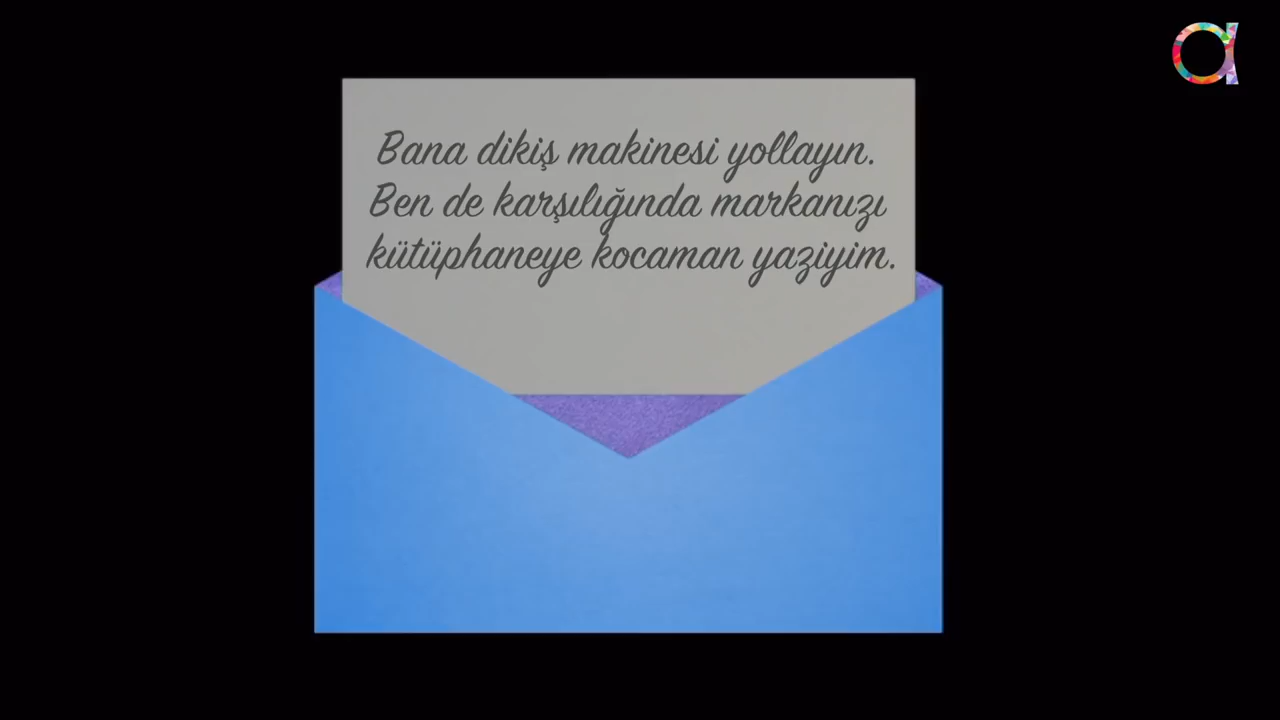 Bana dikiş makinesi yollayın.
Ben de karşılığında markanızı
kütüphaneye kocaman yaziyim.